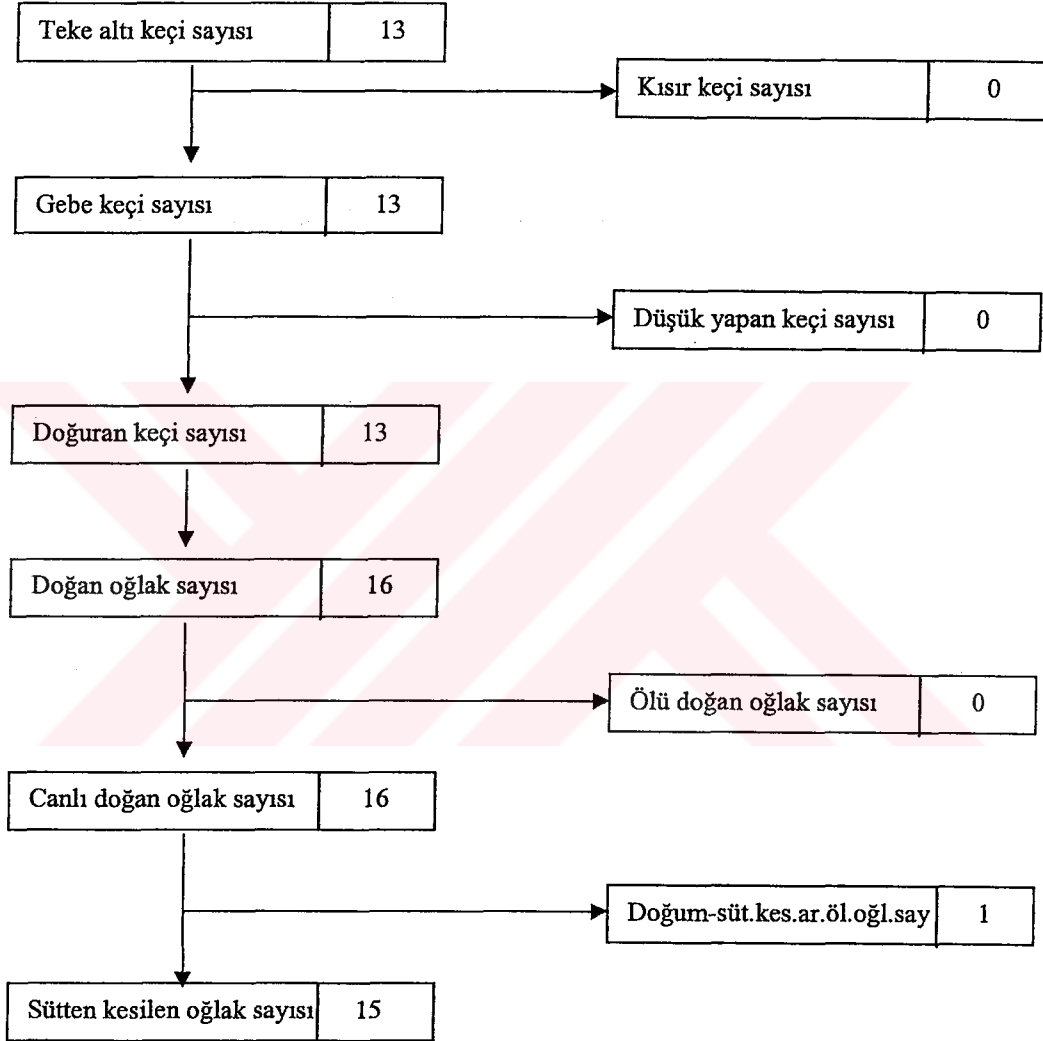 Teke altı keçi sayısı 13
Kısır keçi sayısı 0
Gebe keçi sayısı 13
Düşük yapan keçi sayısı 0
Doğuran keçi sayısı 13
Doğan oğlak sayısı 16
Ölü doğan oğlak sayısı 0
Canlı doğan oğlak sayısı 16
Doğum-süt.kes.ar.öl.oğl.say 1
Sütten kesilen oğlak sayısı 15